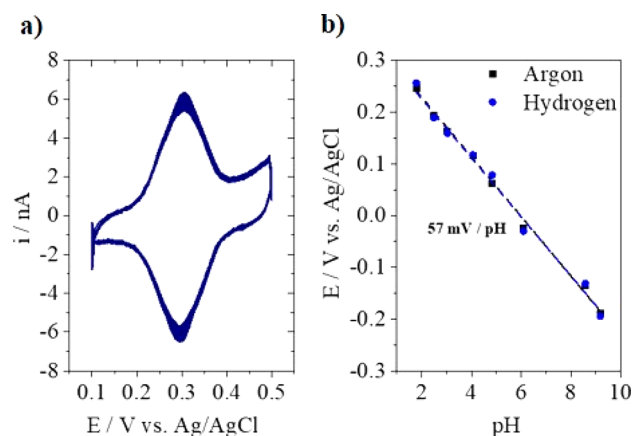 a)
8
6
4
2
0
-2
-4
-6
-8
i / nA
0.1 0.2 0.3 0.4 0.5
E / V vs. Ag/AgCl
b)
0.3
0.2
0.1
0.0
-0.1
-0.2
-0.3
E / V vs. Ag/AgCl
Argon
Hydrogen
57 mV / pH
2 4 6 8 10
pH